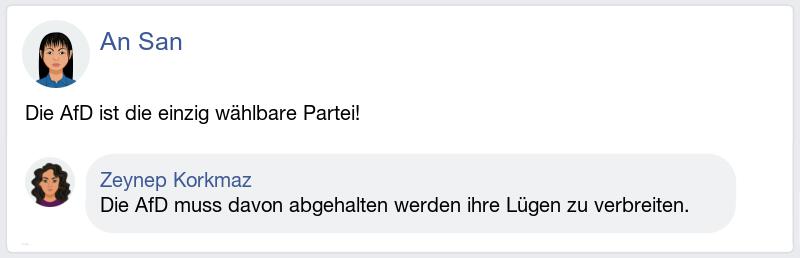 An San
Die AfD ist die einzig wählbare Partei!
Zeynep Korkmaz
Die AfD muss davon abgehalten werden ihre Lügen zu verbreiten.